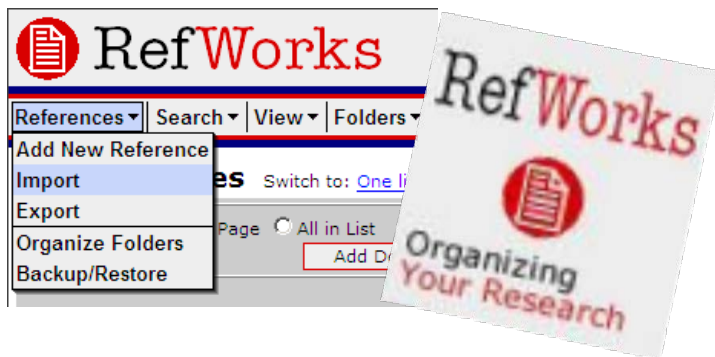 RefWorks
References Search View Folders
Add New Reference
Import
Export
Organize Folders
Backup/Restore
es Switch to: One li
Page All in List
Add D
RefWorks
Organizing
Your Research